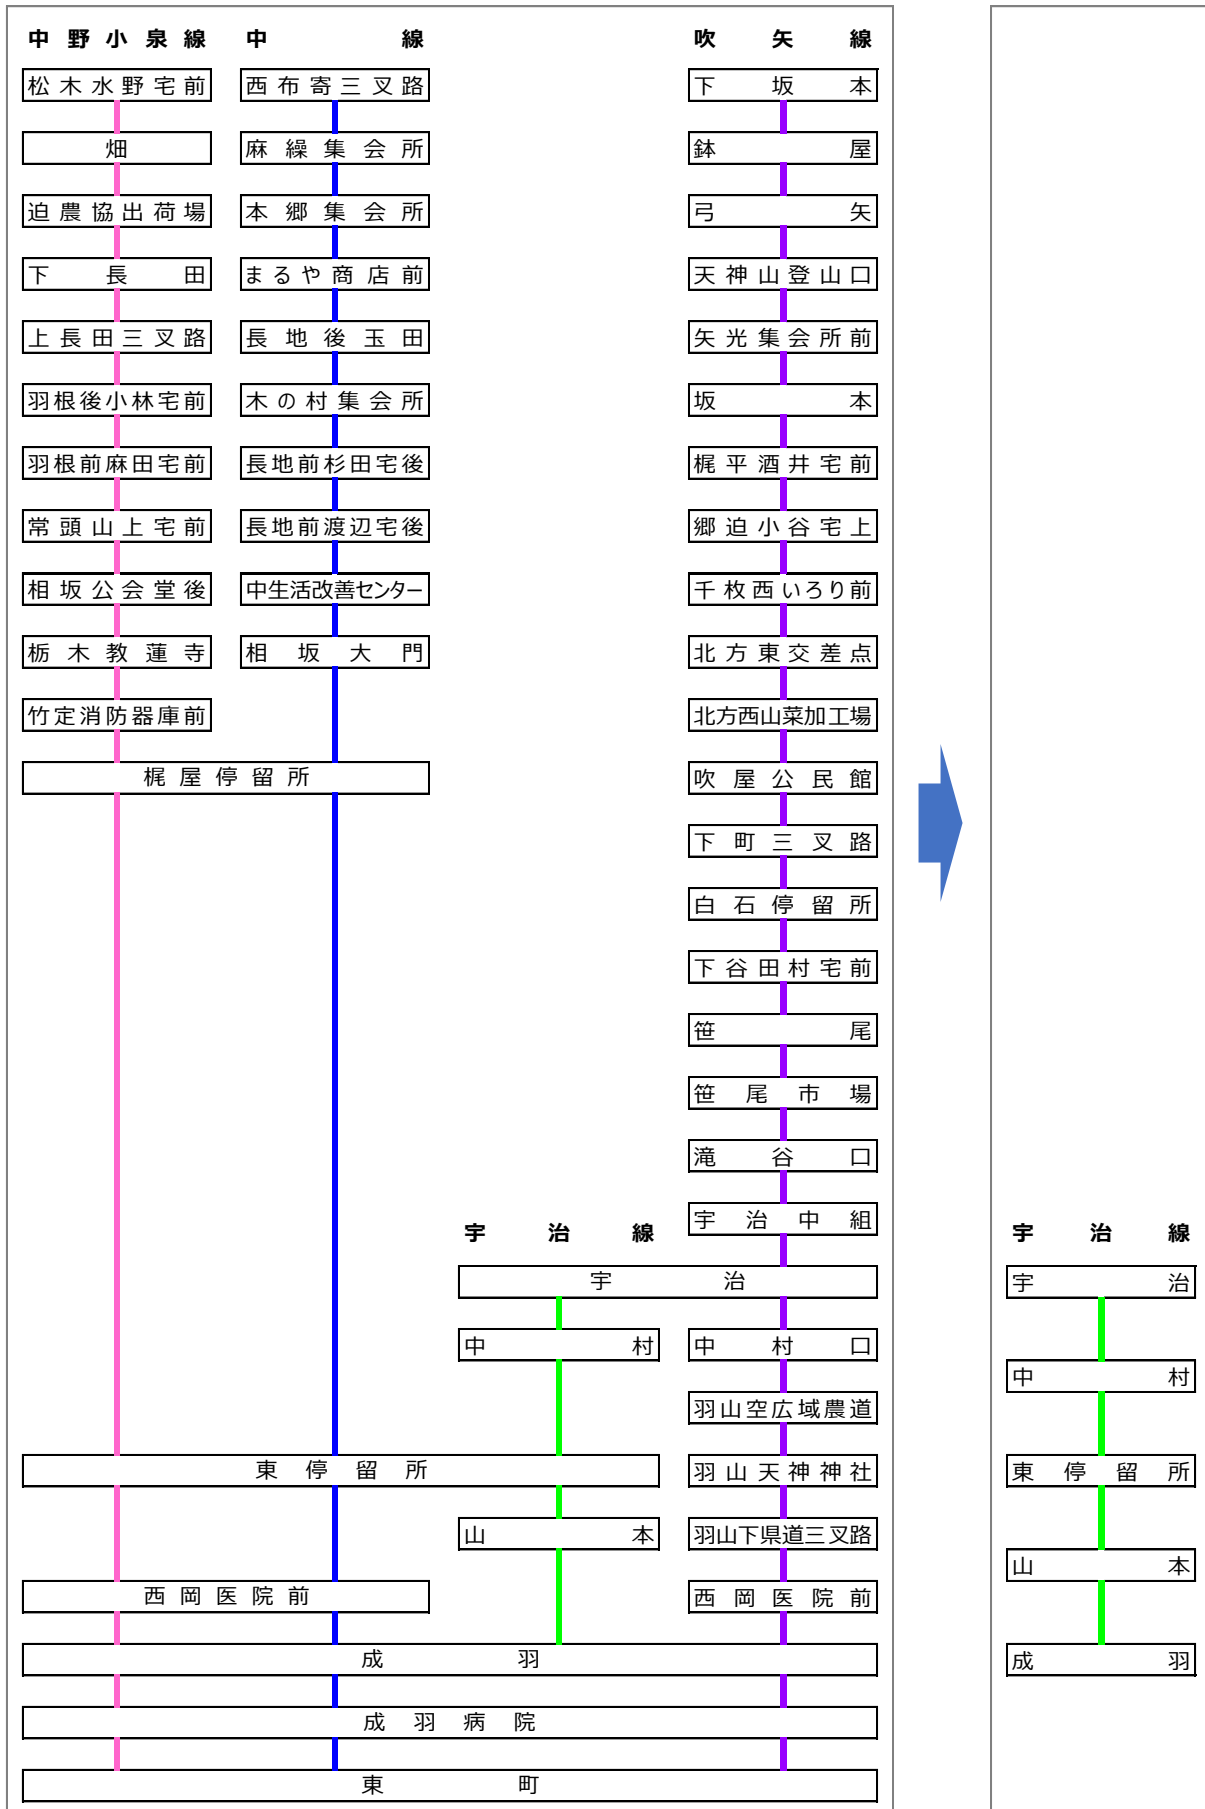 中野小泉線
松木水野宅前
畑
迫農協出荷場
下長田
上長田三叉路
羽根後小林宅前
羽根前麻田宅前
常頭山上宅前
相坂公会堂後
栃木教蓮寺
竹定消防器庫前
中線
西布寄三叉路
麻繰集会所
本郷集会所
まるや商店前
長地後玉田
木の村集会所
長地前杉田宅後
長地前渡辺宅後
中生活改善センター
相坂大門
梶屋停留所
吹矢線
下坂本
鉢屋
弓矢
天神山登山口
矢光集会所前
坂本
梶平酒井宅前
郷迫小谷宅上
千枚西いろり前
北方東交差点
北方西山菜加工場
吹屋公民館
下町三叉路
白石停留所
下谷田村宅前
笹尾
笹尾市場
滝谷口
宇治中組
宇治線
宇治
中村
中村口
羽山空広域農道
東停留所
羽山天神神社
山本
羽山下県道三叉路
西岡医院前
西岡医院前
成羽
成羽病院
東町
宇治線
宇治
中村
東停留所
山本
成羽